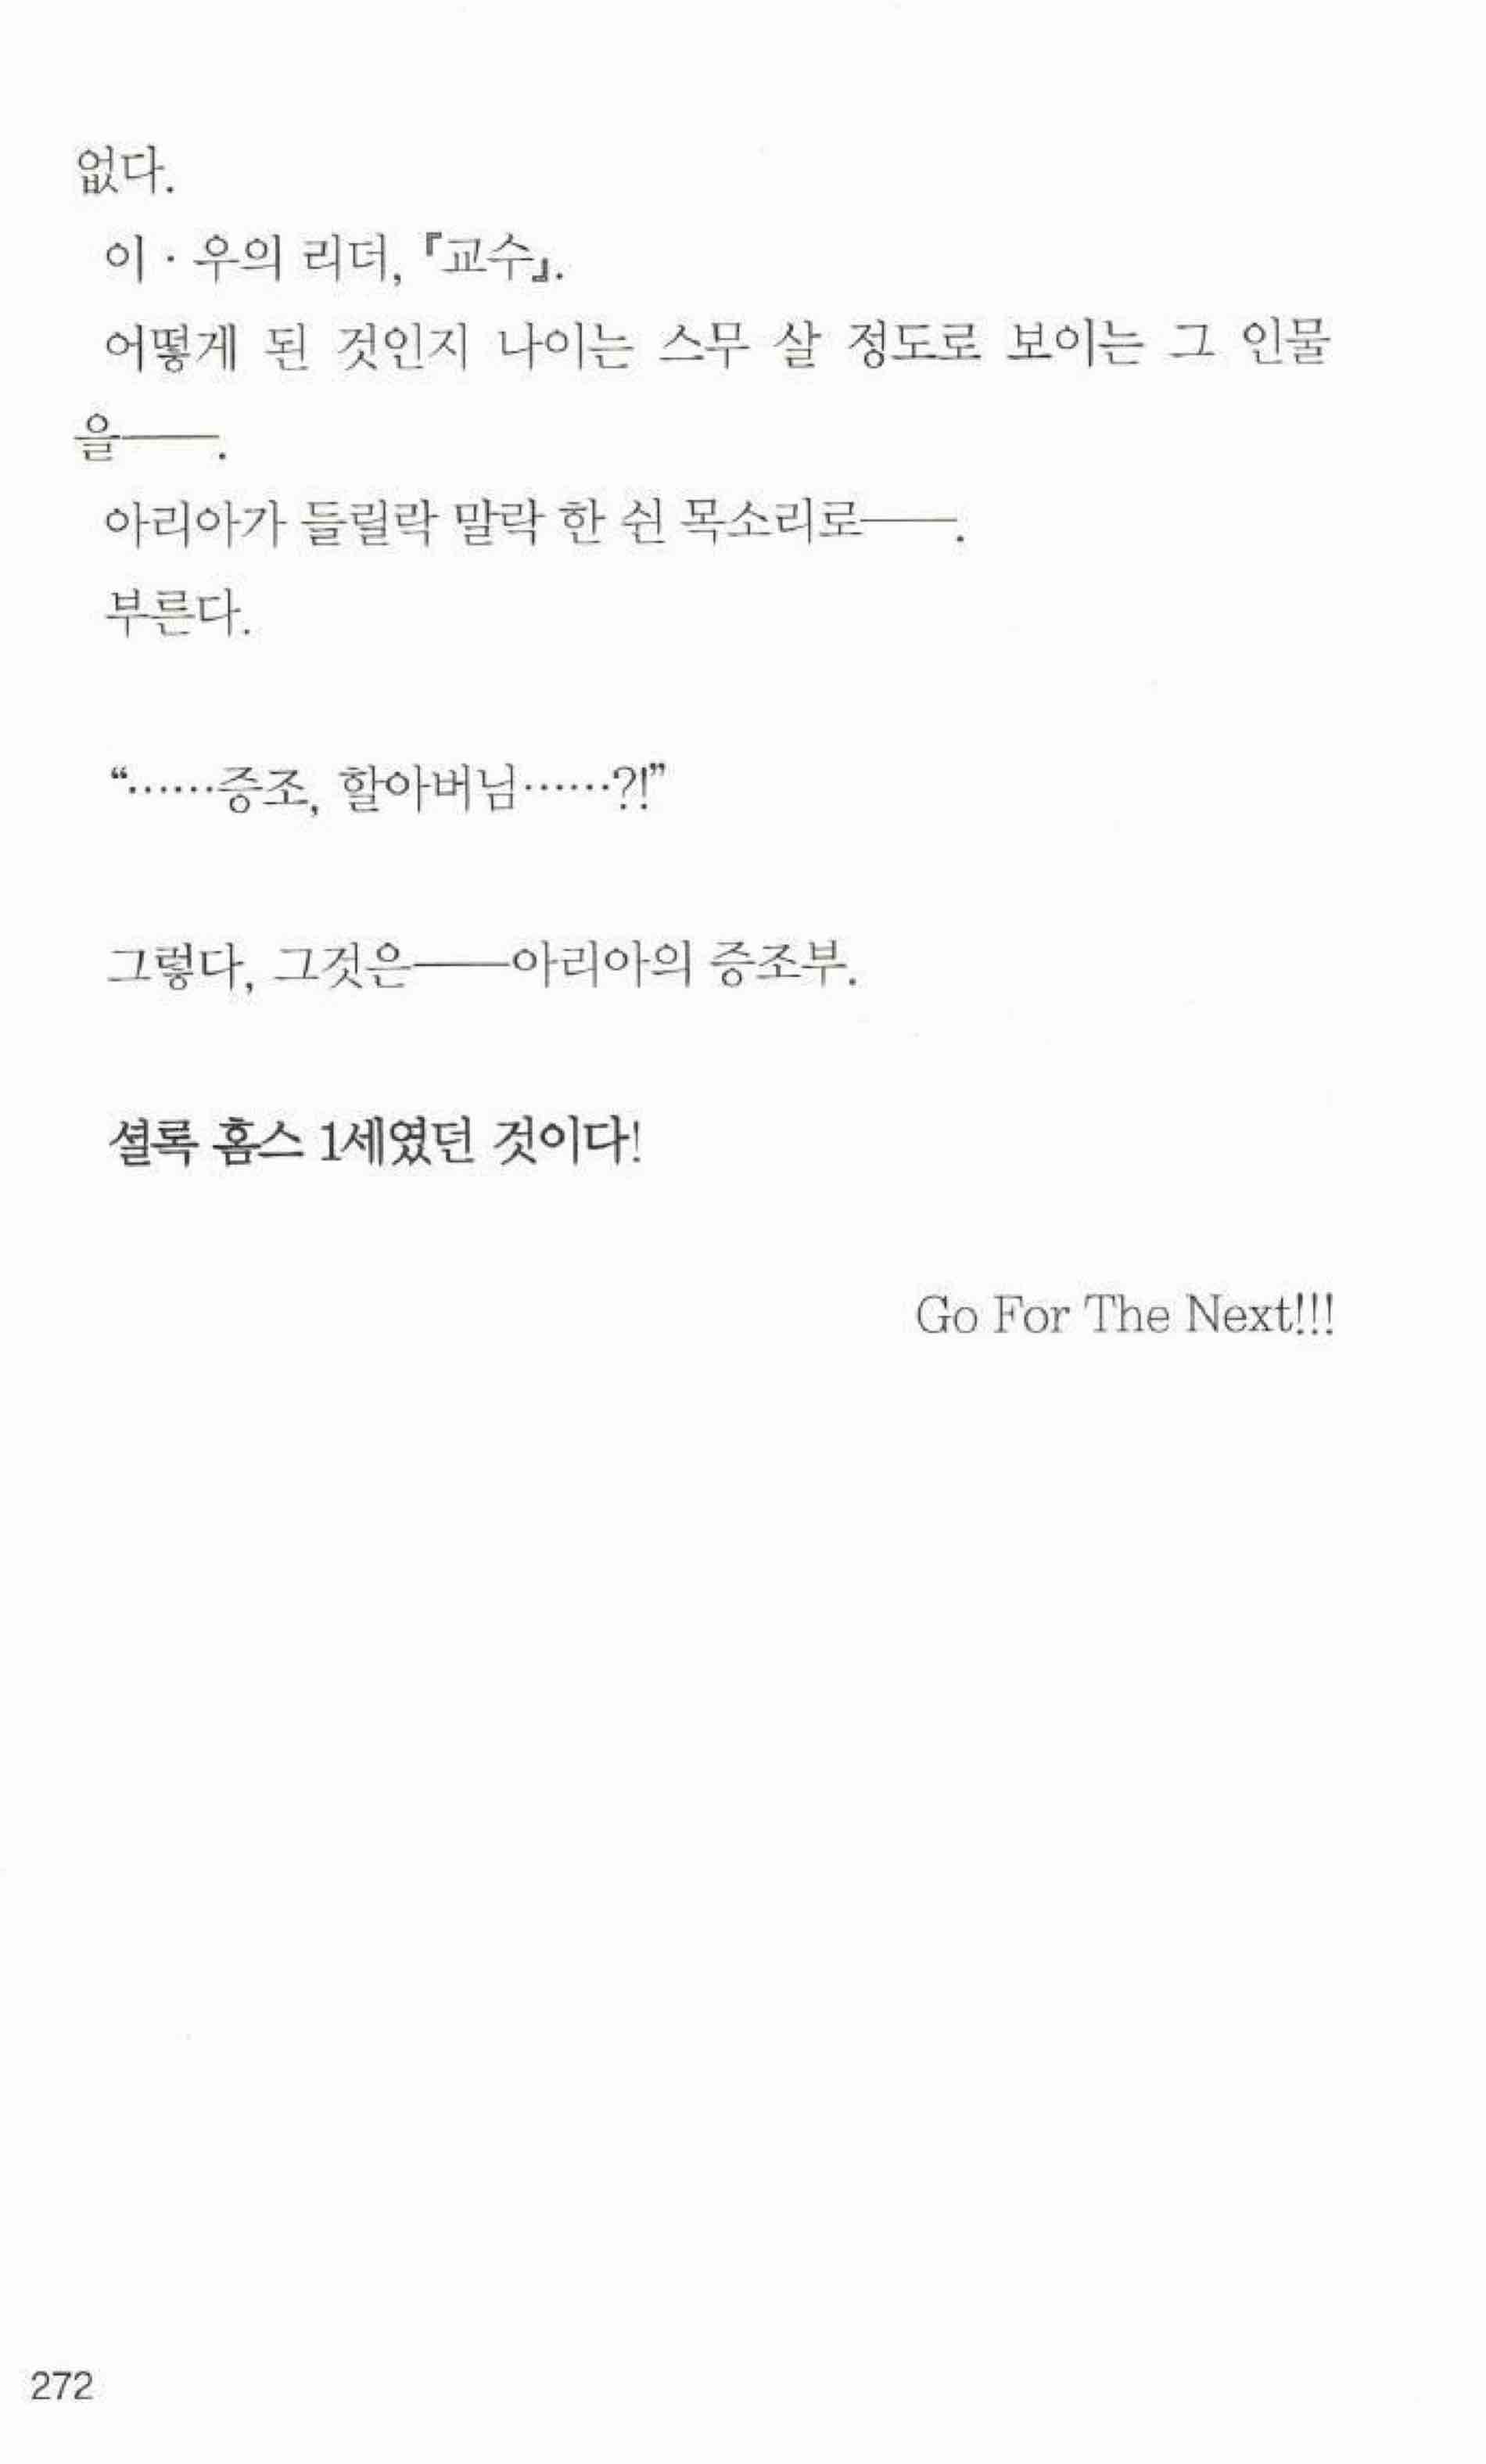 없다.
이 · 우의 리더, 『교수』.
어떻게 된 것인지 나이는 스무 살 정도로 보이는 그 인물
을――.
아리아가 들릴락 말락 한 쉰 목소리로――.
부른다.
“……증조, 할아버님……?!”
그렇다, 그것은――아리아의 증조부.
셜록 홈스 1세였던 것이다!
Go For The Next!!!
272